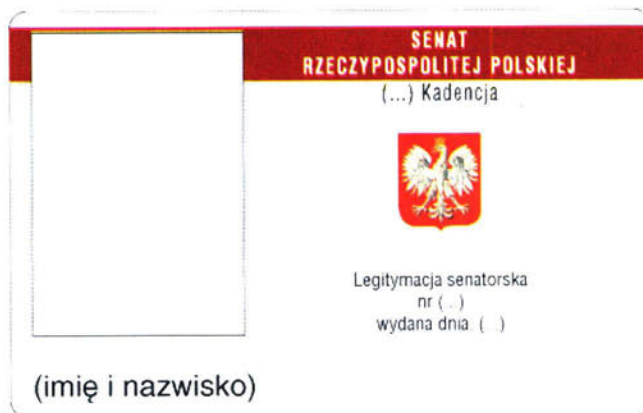 SENAT
RZECZYPOSPOLITEJ POLSKIEJ
(...) Kadencja
Legitymacja senatorska
nr (...)
wydana dnia (...)
(imię i nazwisko)